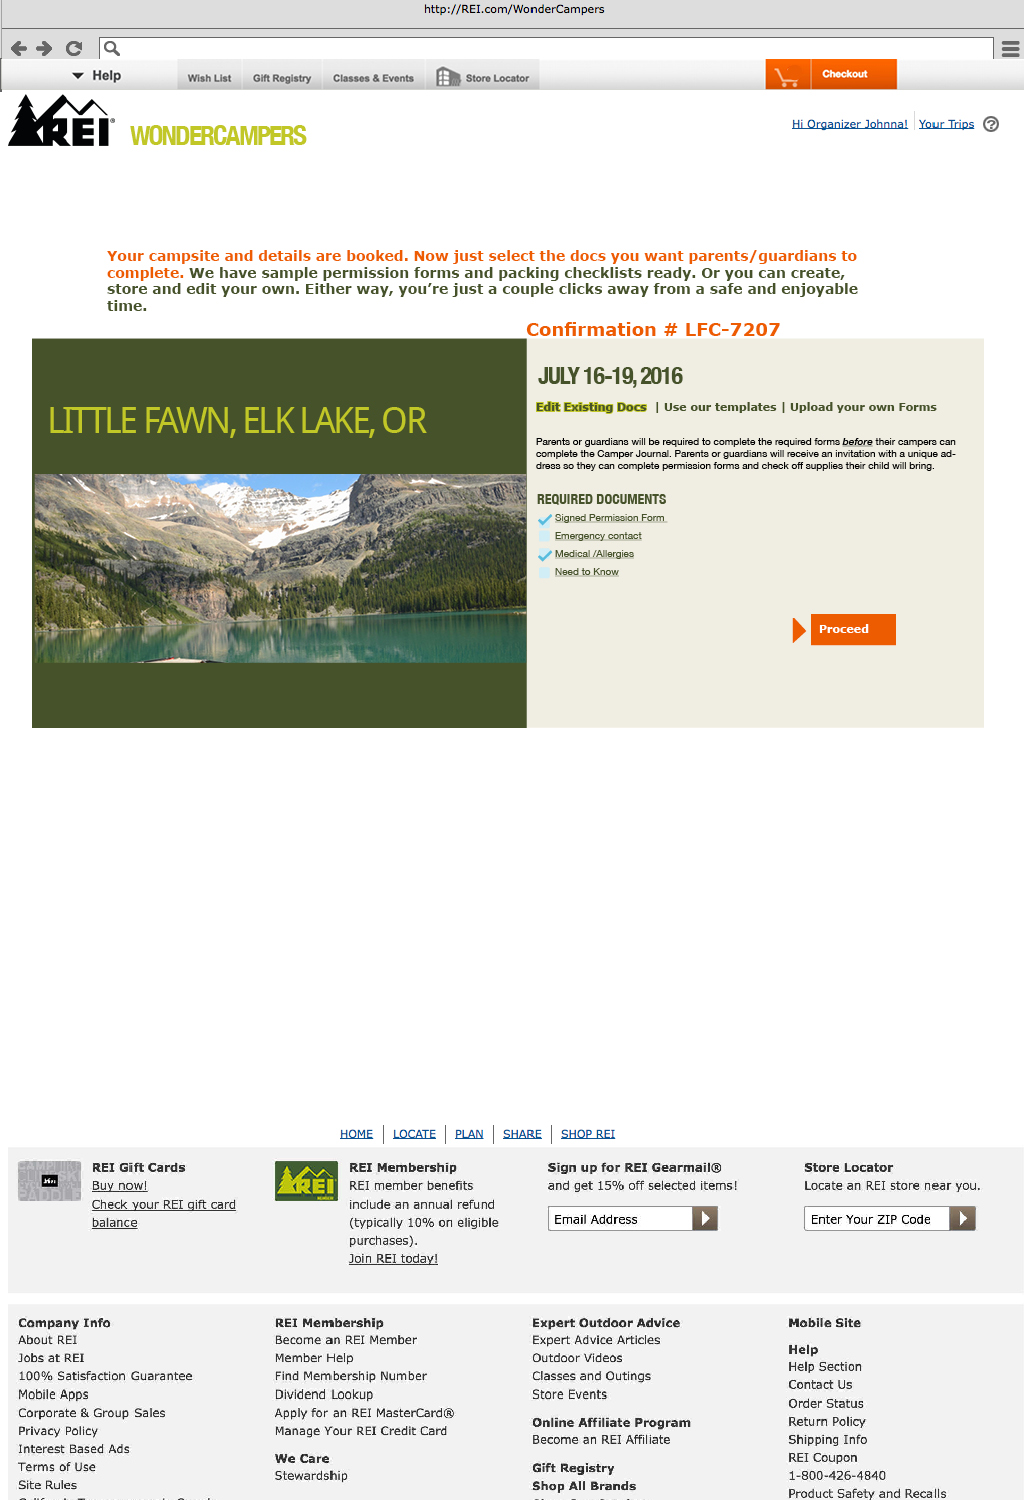 http://REI.com/WonderCampers
Help
Wish List
Gift Registry
Classes & Events
Store Locator
Checkout
REI®
WONDERCAMPERS
Hi Organizer Johnna!
Your Trips
?
Your campsite and details are booked. Now just select the docs you want parents/guardians to
complete. We have sample permission forms and packing checklists ready. Or you can create,
store and edit your own. Either way, you're just a couple clicks away from a safe and enjoyable
time.
Confirmation # LFC-7207
LITTLE FAWN, ELK LAKE, OR
JULY 16-19, 2016
Edit Existing Docs | Use our templates | Upload your own Forms
Parents or guardians will be required to complete the required forms before their campers can
complete the Camper Journal. Parents or guardians will receive an invitation with a unique ad-
dress so they can complete permission forms and check off supplies their child will bring.
REQUIRED DOCUMENTS
Signed Permission Form
Emergency contact
Medical /Allergies
Need to Know
Proceed
HOME
LOCATE
PLAN
SHARE
SHOP REI
REI Gift Cards
Buy now!
Check your REI gift card
balance
REI
REI Membership
REI member benefits
include an annual refund
(typically 10% on eligible
purchases).
Join REI today!
Sign up for REI Gearmail®
and get 15% off selected items!
Email Address
Store Locator
Locate an REI store near you.
Enter Your ZIP Code
Company Info
About REI
Jobs at REI
100% Satisfaction Guarantee
Mobile Apps
Corporate & Group Sales
Privacy Policy
Interest Based Ads
Terms of Use
Site Rules
REI Membership
Become an REI Member
Member Help
Find Membership Number
Dividend Lookup
Apply for an REI MasterCard®
Manage Your REI Credit Card
We Care
Stewardship
Expert Outdoor Advice
Expert Advice Articles
Outdoor Videos
Classes and Outings
Store Events
Online Affiliate Program
Become an REI Affiliate
Gift Registry
Shop All Brands
Mobile Site
Help
Help Section
Contact Us
Order Status
Return Policy
Shipping Info
REI Coupon
1-800-426-4840
Product Safety and Recalls